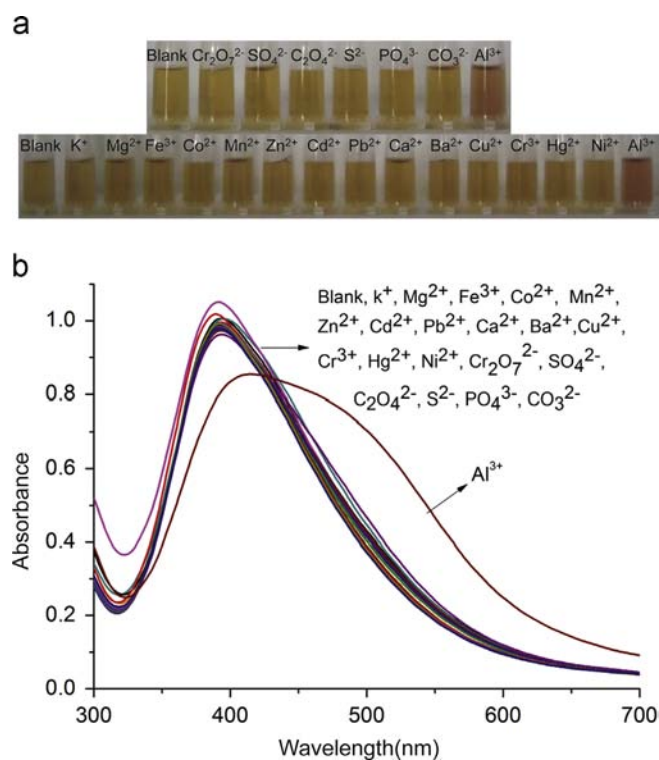 a
Blank Cr₂O₇²⁻ SO₄²⁻ C₂O₄²⁻ S²⁻ PO₄³⁻ CO₃²⁻ Al³⁺
Blank K⁺ Mg²⁺ Fe³⁺ Co²⁺ Mn²⁺ Zn²⁺ Cd²⁺ Pb²⁺ Ca²⁺ Ba²⁺ Cu²⁺ Cr³⁺ Hg²⁺ Ni²⁺ Al³⁺
b
Blank, k⁺, Mg²⁺, Fe³⁺, Co²⁺, Mn²⁺,
Zn²⁺, Cd²⁺, Pb²⁺, Ca²⁺, Ba²⁺,Cu²⁺,
Cr³⁺, Hg²⁺, Ni²⁺, Cr₂O₇²⁻, SO₄²⁻,
C₂O₄²⁻, S²⁻, PO₄³⁻, CO₃²⁻
Al³⁺
Absorbance
1.0
0.8
0.6
0.4
0.2
0.0
300 400 500 600 700
Wavelength(nm)